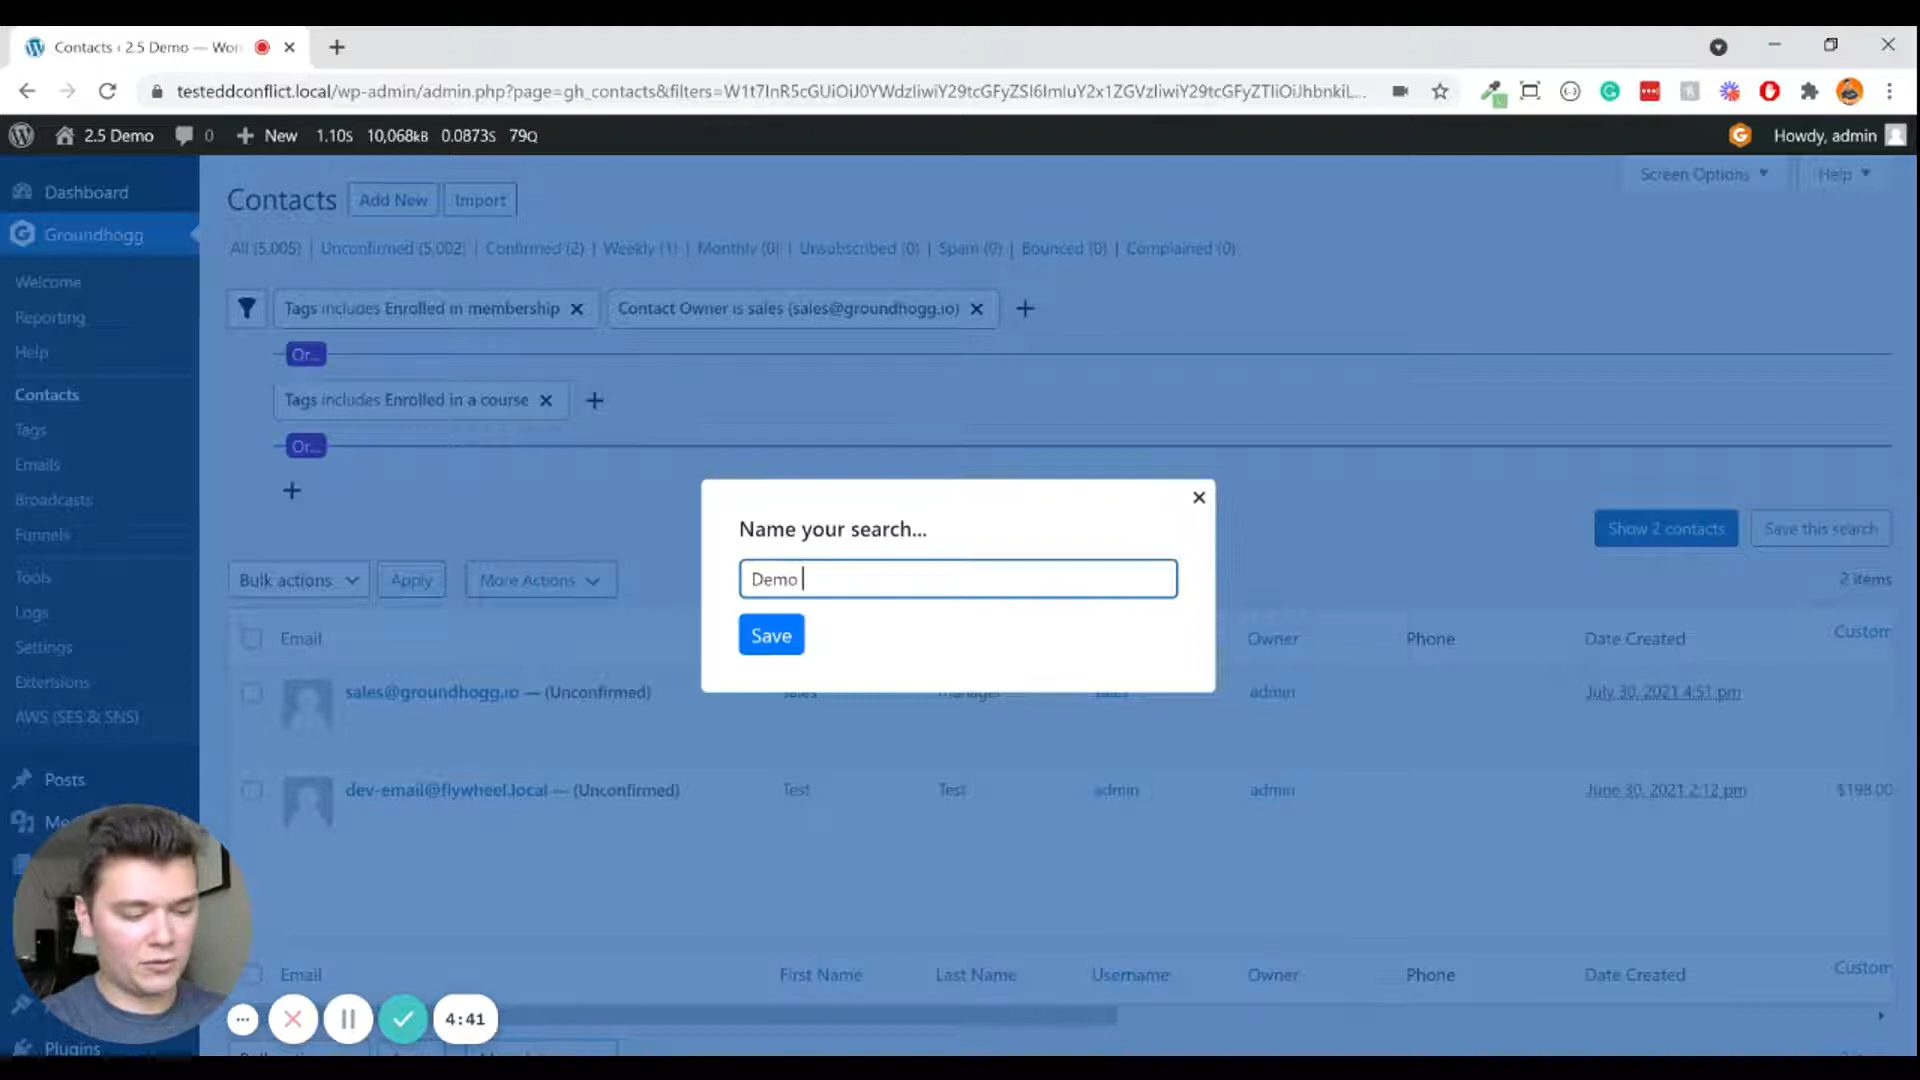 Contacts ‹ 2.5 Demo — Wor
testeddconflict.local/wp-admin/admin.php?page=gh_contacts&filters=W1t7InR5cGUiOiJ0YWdzIiwiY29tcGFyZSI6ImluY2x1ZGVzIiwiY29tcGFyZTIiOiJhbnkiL...
2.5 Demo 0 New 1.10s 10,068kB 0.0873s 79Q Howdy, admin
Screen Options Help
Dashboard
Groundhogg
Welcome
Reporting
Help
Contacts
Tags
Emails
Broadcasts
Funnels
Tools
Logs
Settings
Extensions
AWS (SES & SNS)
Posts
Plugins
Contacts Add New Import
All (5,005) | Unconfirmed (5,002) | Confirmed (2) | Weekly (1) | Monthly (0) | Unsubscribed (0) | Spam (0) | Bounced (0) | Complained (0)
Tags includes Enrolled in membership Contact Owner is sales (sales@groundhogg.io)
Or...
Tags includes Enrolled in a course
Or...
Name your search...
Demo
Save
Show 2 contacts Save this search
Bulk actions Apply More Actions 2 items
Email Owner Phone Date Created Custom
sales@groundhogg.io — (Unconfirmed) sales manager sales admin July 30, 2021 4:51 pm
dev-email@flywheel.local — (Unconfirmed) Test Test admin admin June 30, 2021 2:12 pm $198.00
Email First Name Last Name Username Owner Phone Date Created Custom
4:41